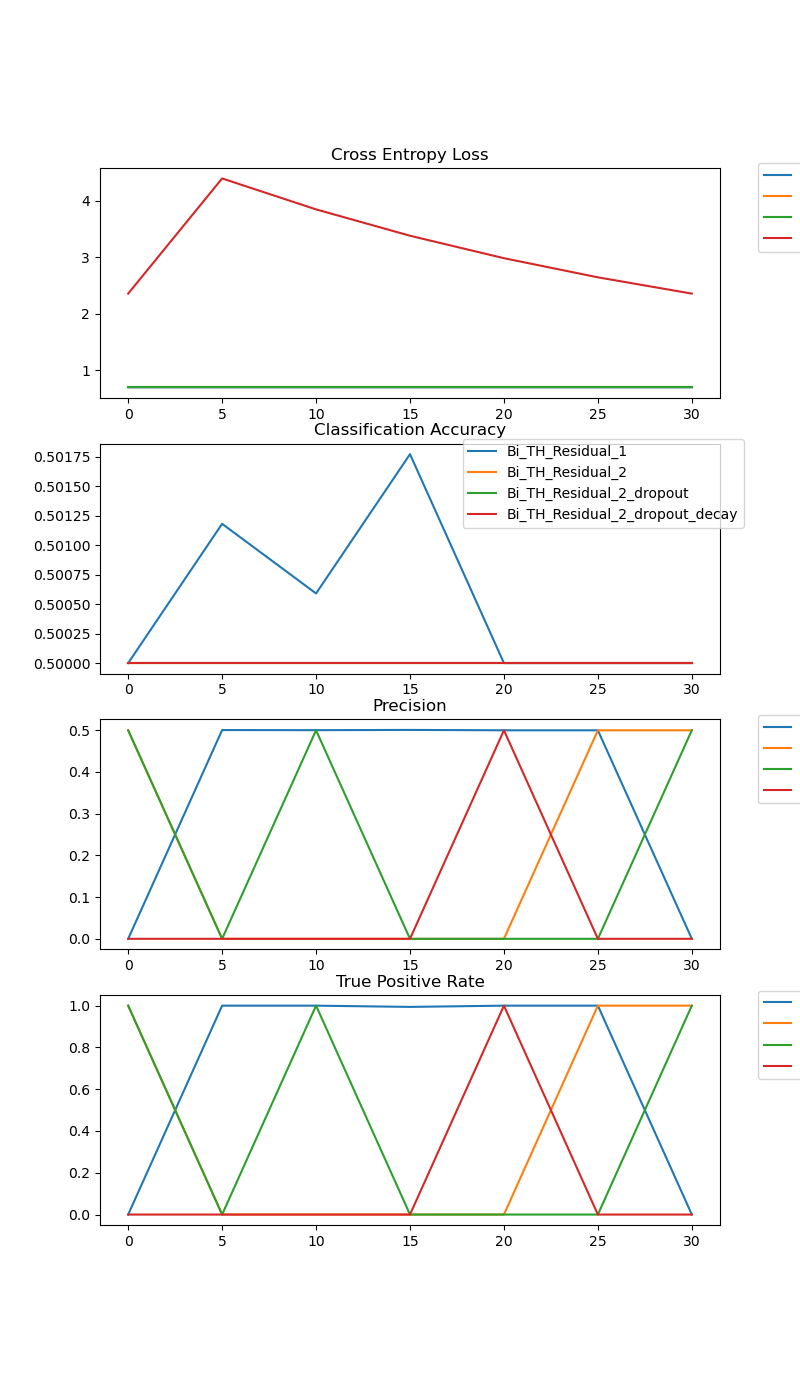 Cross Entropy Loss
4
3
2
1
0 5 10 15 20 25 30
Classification Accuracy
Bi_TH_Residual_1
Bi_TH_Residual_2
Bi_TH_Residual_2_dropout
Bi_TH_Residual_2_dropout_decay
0.50175
0.50150
0.50125
0.50100
0.50075
0.50050
0.50025
0.50000
0 5 10 15 20 25 30
Precision
0.5
0.4
0.3
0.2
0.1
0.0
0 5 10 15 20 25 30
True Positive Rate
1.0
0.8
0.6
0.4
0.2
0.0
0 5 10 15 20 25 30